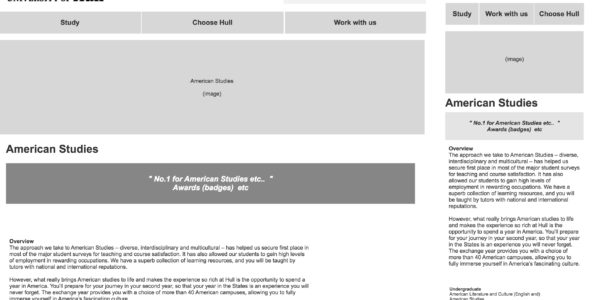 Study
Choose Hull
Work with us
American Studies
(image)
American Studies
" No.1 for American Studies etc.. "
Awards (badges) etc
Overview
The approach we take to American Studies – diverse, interdisciplinary and multicultural – has helped us secure first place in
most of the major student surveys for teaching and course satisfaction. It has also allowed our students to gain high levels
of employment in rewarding occupations. We have a superb collection of learning resources, and you will be taught by
tutors with national and international reputations.
However, what really brings American studies to life and makes the experience so rich at Hull is the opportunity to spend a
year in America. You'll prepare for your journey in your second year, so that your year in the States is an experience you will
never forget. The exchange year provides you with a choice of more than 40 American campuses, allowing you to
fully immerse yourself in America's fascinating culture.
Study
Work with us
Choose Hull
(image)
American Studies
" No.1 for American Studies etc.. "
Awards (badges) etc
Overview
The approach we take to American Studies – diverse,
interdisciplinary and multicultural – has helped us
secure first place in most of the major student surveys
for teaching and course satisfaction. It has also
allowed our students to gain high levels of
employment in rewarding occupations. We have a
superb collection of learning resources, and you will
be taught by tutors with national and international
reputations.
However, what really brings American studies to life
and makes the experience so rich at Hull is the
opportunity to spend a year in America. You'll prepare
for your journey in your second year, so that your year
in the States is an experience you will never forget.
The exchange year provides you with a choice of
more than 40 American campuses, allowing you to
fully immerse yourself in America's fascinating culture.
Undergraduate
American Literature and Culture (English and)
American Studies